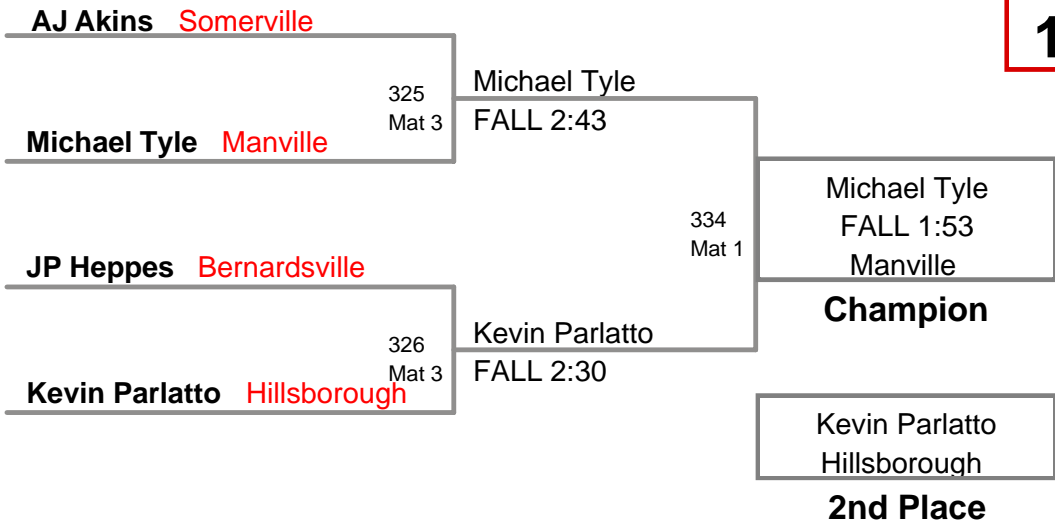 AJ Akins Somerville
1
325
Mat 3
Michael Tyle
FALL 2:43
Michael Tyle Manville
334
Mat 1
Michael Tyle
FALL 1:53
Manville
Champion
JP Heppes Bernardsville
326
Mat 3
Kevin Parlatto
FALL 2:30
Kevin Parlatto Hillsborough
Kevin Parlatto
Hillsborough
2nd Place